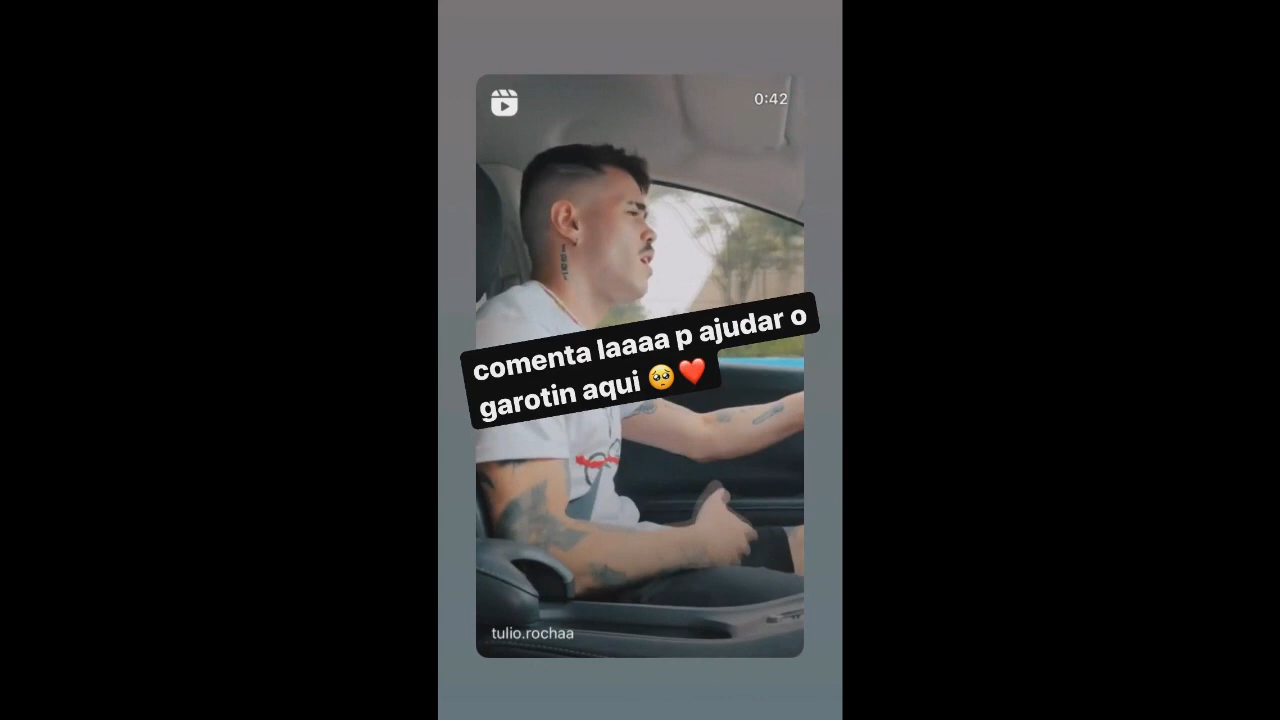 0:42
comenta laaaa p ajudar o
garotin aqui 🥺❤️
tulio.rochaa